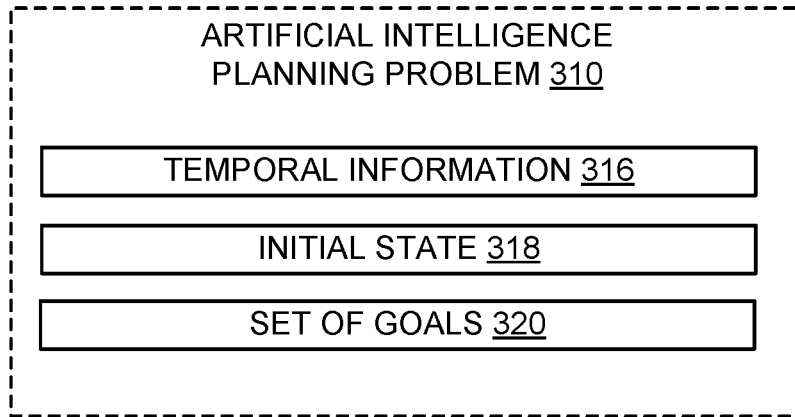 ARTIFICIAL INTELLIGENCE
PLANNING PROBLEM 310
TEMPORAL INFORMATION 316
INITIAL STATE 318
SET OF GOALS 320